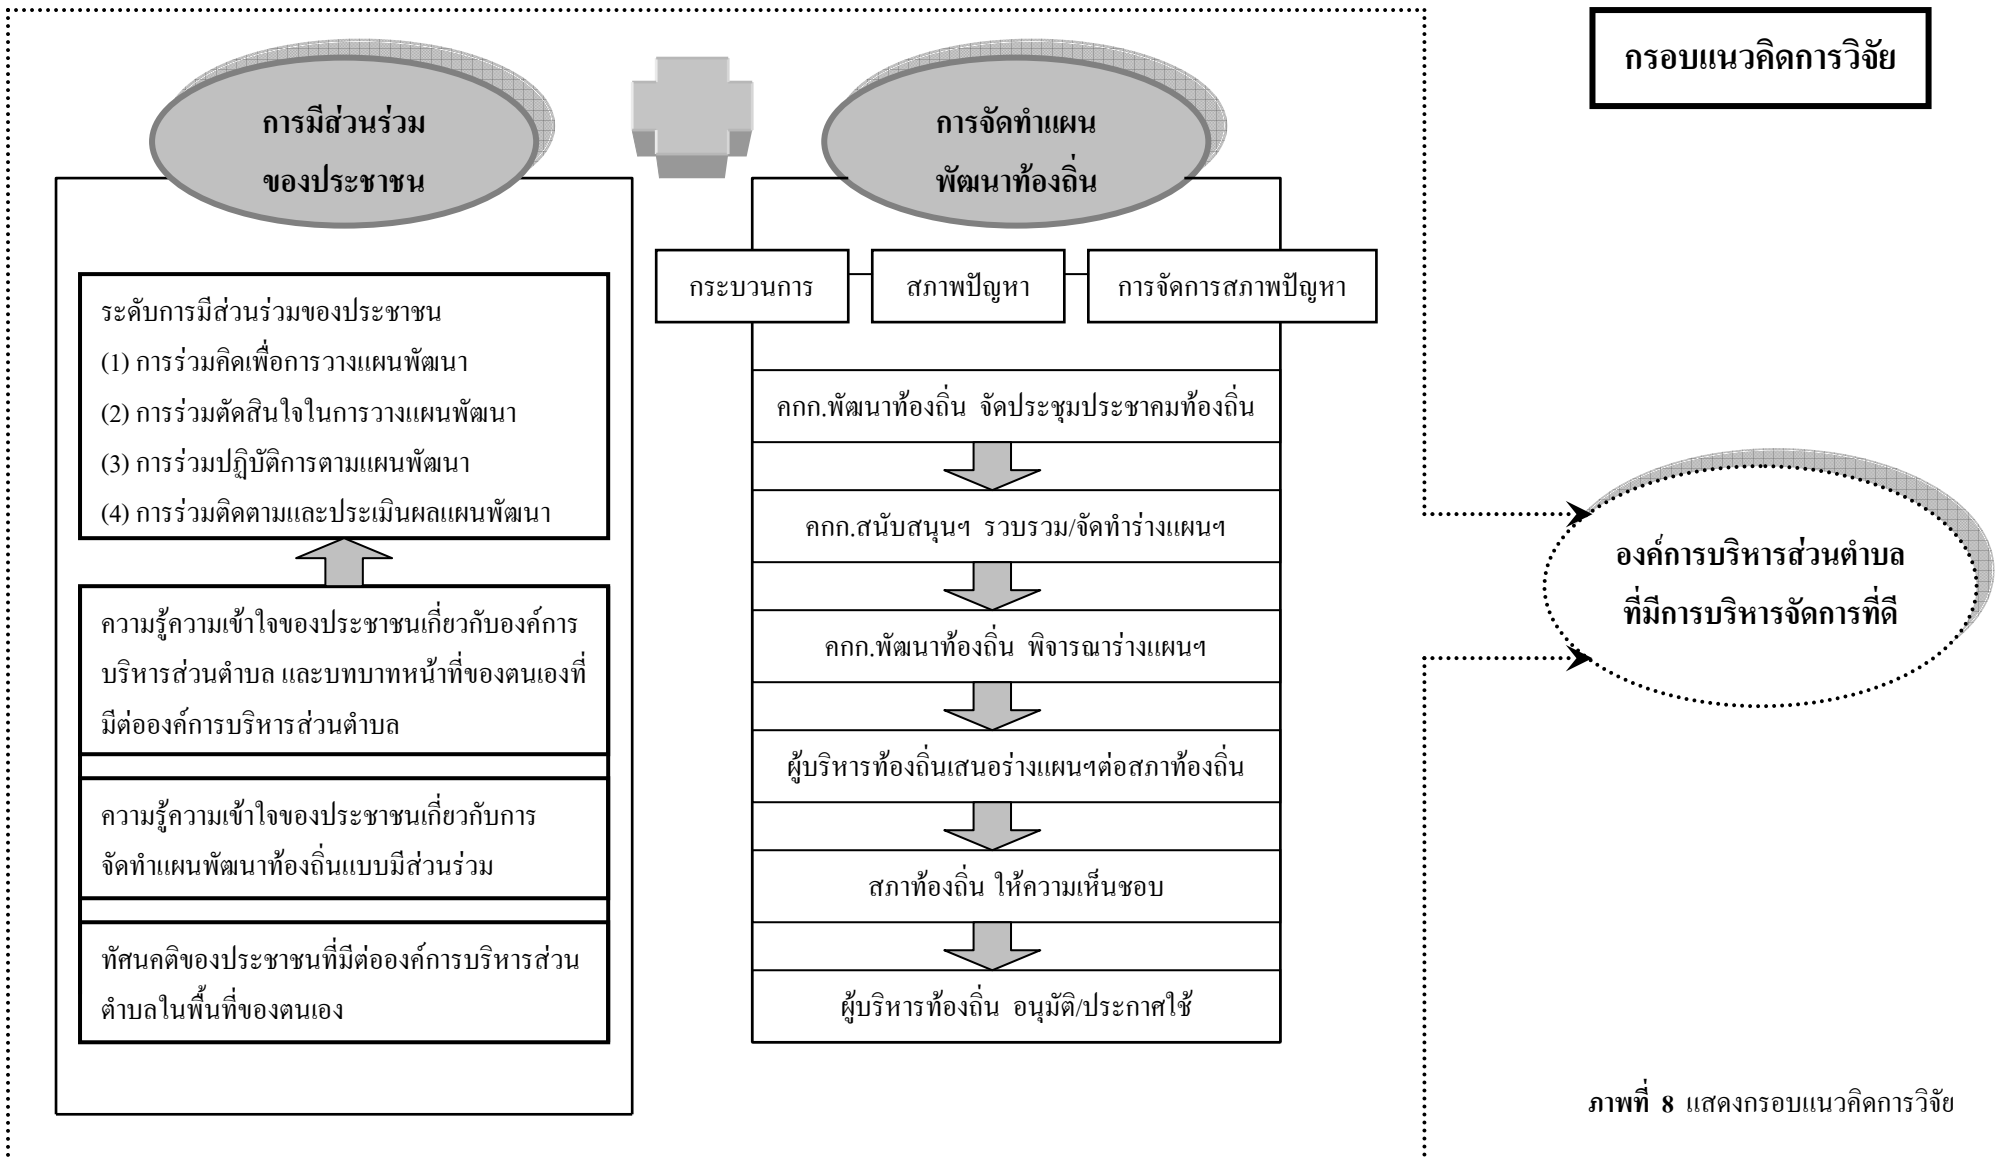 กรอบแนวคิดการวิจัย
การมีส่วนร่วม
ของประชาชน
ระดับการมีส่วนร่วมของประชาชน
(1) การร่วมคิดเพื่อการวางแผนพัฒนา
(2) การร่วมตัดสินใจในการวางแผนพัฒนา
(3) การร่วมปฏิบัติการตามแผนพัฒนา
(4) การร่วมติดตามและประเมินผลแผนพัฒนา
ความรู้ความเข้าใจของประชาชนเกี่ยวกับองค์การ
บริหารส่วนตำบล และบทบาทหน้าที่ของตนเองที่
มีต่อองค์การบริหารส่วนตำบล
ความรู้ความเข้าใจของประชาชนเกี่ยวกับการ
จัดทำแผนพัฒนาท้องถิ่นแบบมีส่วนร่วม
ทัศนคติของประชาชนที่มีต่อองค์การบริหารส่วน
ตำบลในพื้นที่ของตนเอง
การจัดทำแผน
พัฒนาท้องถิ่น
กระบวนการ
สภาพปัญหา
การจัดการสภาพปัญหา
คกก.พัฒนาท้องถิ่น จัดประชุมประชาคมท้องถิ่น
คกก.สนับสนุนฯ รวบรวม/จัดทำร่างแผนฯ
คกก.พัฒนาท้องถิ่น พิจารณาร่างแผนฯ
ผู้บริหารท้องถิ่นเสนอร่างแผนฯต่อสภาท้องถิ่น
สภาท้องถิ่น ให้ความเห็นชอบ
ผู้บริหารท้องถิ่น อนุมัติ/ประกาศใช้
องค์การบริหารส่วนตำบล
ที่มีการบริหารจัดการที่ดี
ภาพที่ 8 แสดงกรอบแนวคิดการวิจัย